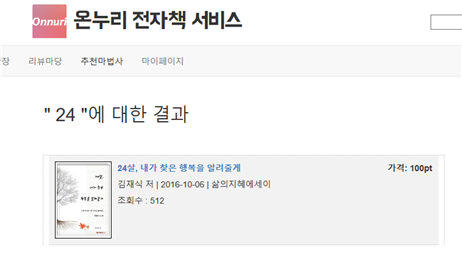 Onnuri 온누리 전자책 서비스
장 리뷰마당 추천마법사 마이페이지
" 24 "에 대한 결과
24살, 내가 찾은 행복을 알려줄게 가격: 100pt
김재식 저 | 2016-10-06 | 삶의지혜에세이
조회수 : 512